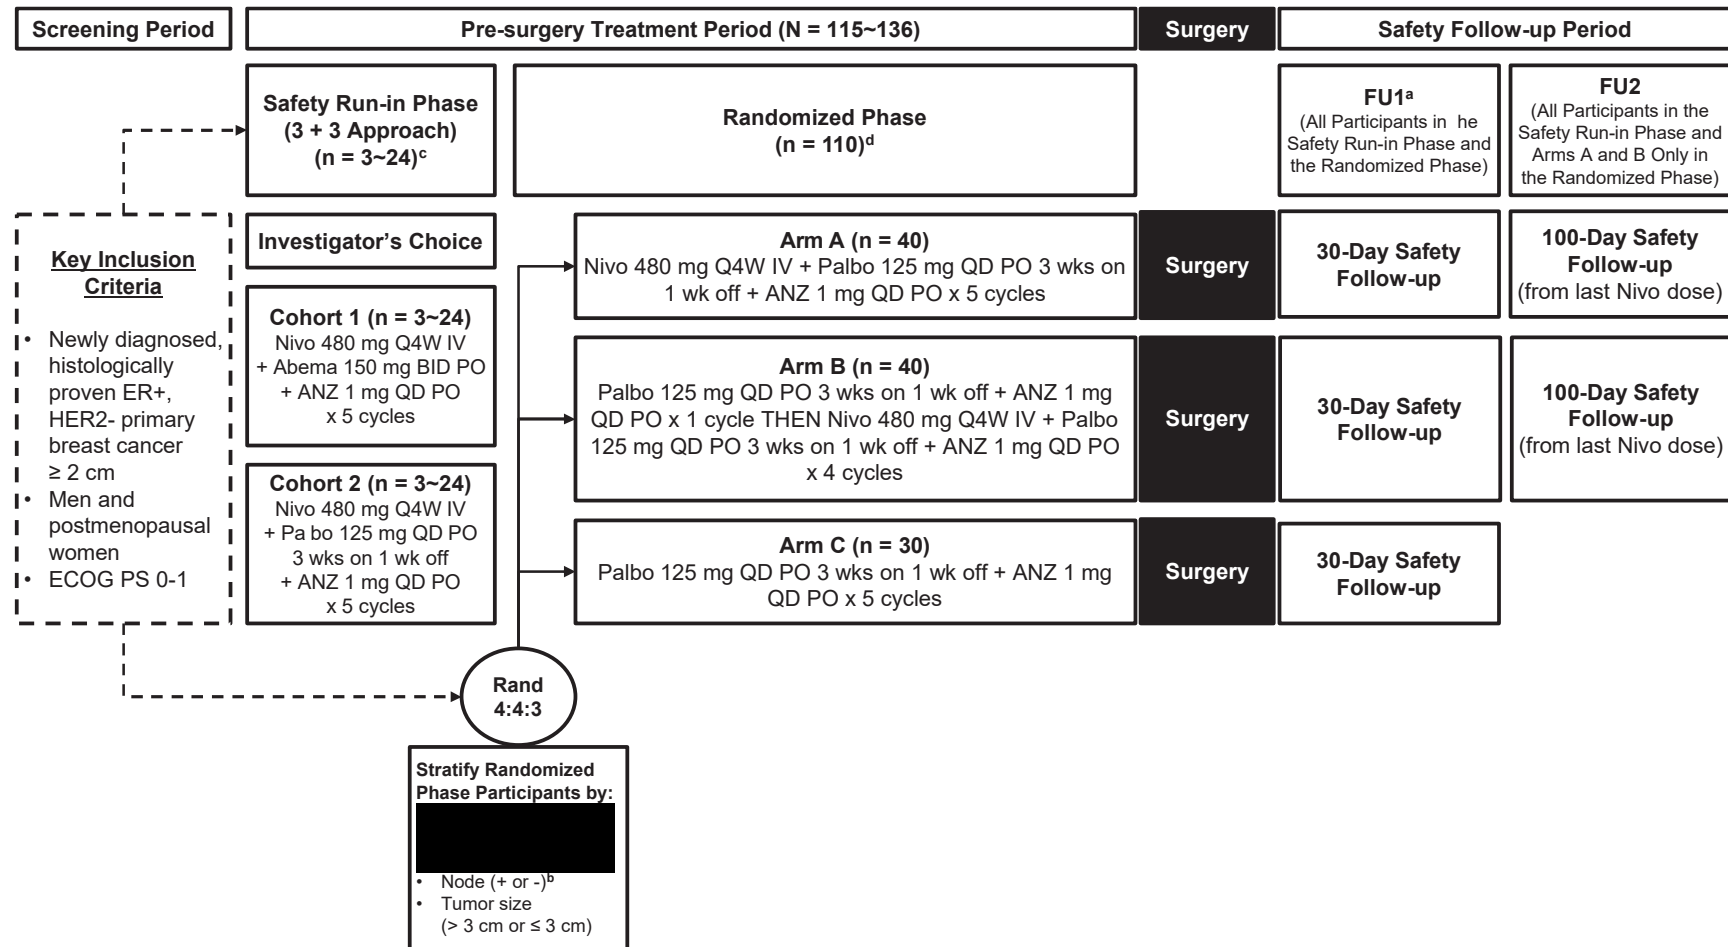 Screening Period
Pre-surgery Treatment Period (N = 115~136)
Surgery
Safety Follow-up Period
Safety Run-in Phase
(3 + 3 Approach)
(n = 3~24)c
Randomized Phase
(n = 110)d
FU1a
(All Participants in he
Safety Run-in Phase and
the Randomized Phase)
FU2
(All Participants in the
Safety Run-in Phase and
Arms A and B Only in
the Randomized Phase)
Key Inclusion
Criteria
• Newly diagnosed,
histologically
proven ER+,
HER2- primary
breast cancer
≥ 2 cm
• Men and
postmenopausal
women
• ECOG PS 0-1
Investigator's Choice
Cohort 1 (n = 3~24)
Nivo 480 mg Q4W IV
+ Abema 150 mg BID PO
+ ANZ 1 mg QD PO
x 5 cycles
Cohort 2 (n = 3~24)
Nivo 480 mg Q4W IV
+ Pa bo 125 mg QD PO
3 wks on 1 wk off
+ ANZ 1 mg QD PO
x 5 cycles
Arm A (n = 40)
Nivo 480 mg Q4W IV + Palbo 125 mg QD PO 3 wks on
1 wk off + ANZ 1 mg QD PO x 5 cycles
Surgery
30-Day Safety
Follow-up
100-Day Safety
Follow-up
(from last Nivo dose)
Arm B (n = 40)
Palbo 125 mg QD PO 3 wks on 1 wk off + ANZ 1 mg
QD PO x 1 cycle THEN Nivo 480 mg Q4W IV + Palbo
125 mg QD PO 3 wks on 1 wk off + ANZ 1 mg QD PO
x 4 cycles
Surgery
30-Day Safety
Follow-up
100-Day Safety
Follow-up
(from last Nivo dose)
Arm C (n = 30)
Palbo 125 mg QD PO 3 wks on 1 wk off + ANZ 1 mg
QD PO x 5 cycles
Surgery
30-Day Safety
Follow-up
Rand
4:4:3
Stratify Randomized
Phase Participants by:
• Node (+ or -)b
• Tumor size
(> 3 cm or ≤ 3 cm)